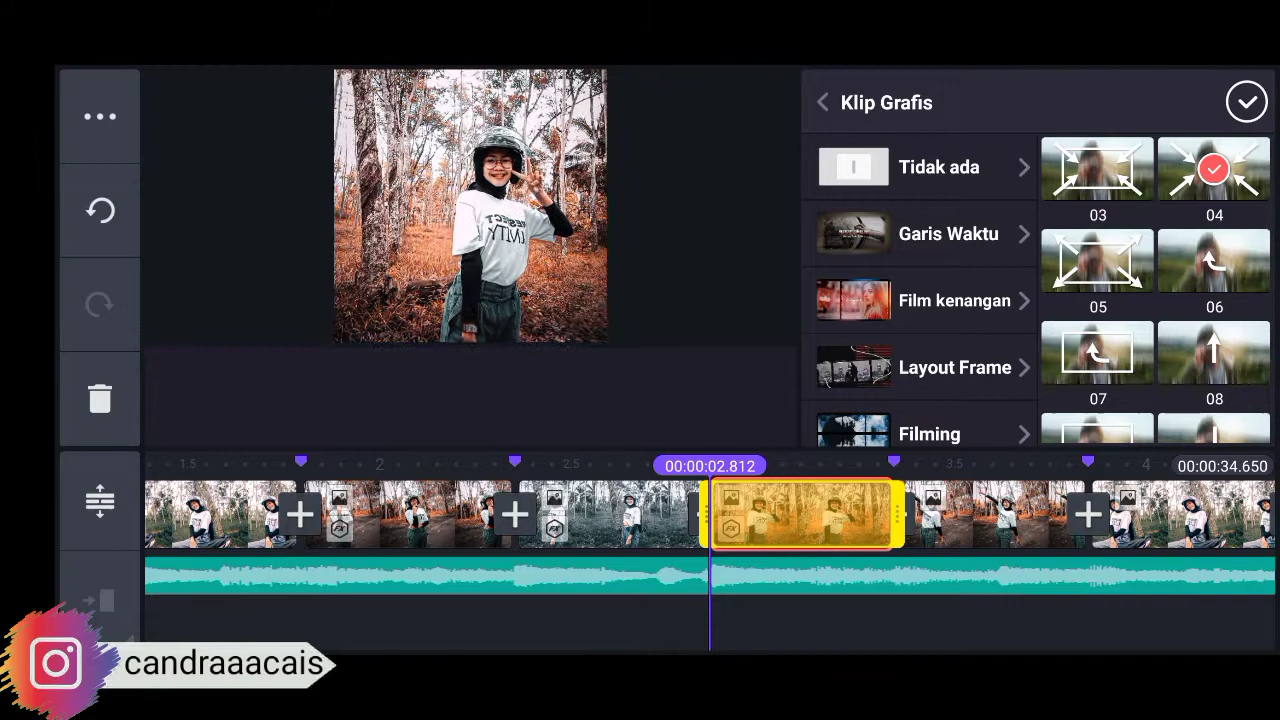 Klip Grafis
Tidak ada
Garis Waktu
Film kenangan
Layout Frame
Filming
03
04
05
06
07
08
1.5
2
2.5
00:00:02.812
3.5
4
00:00:34.650
candraaacais